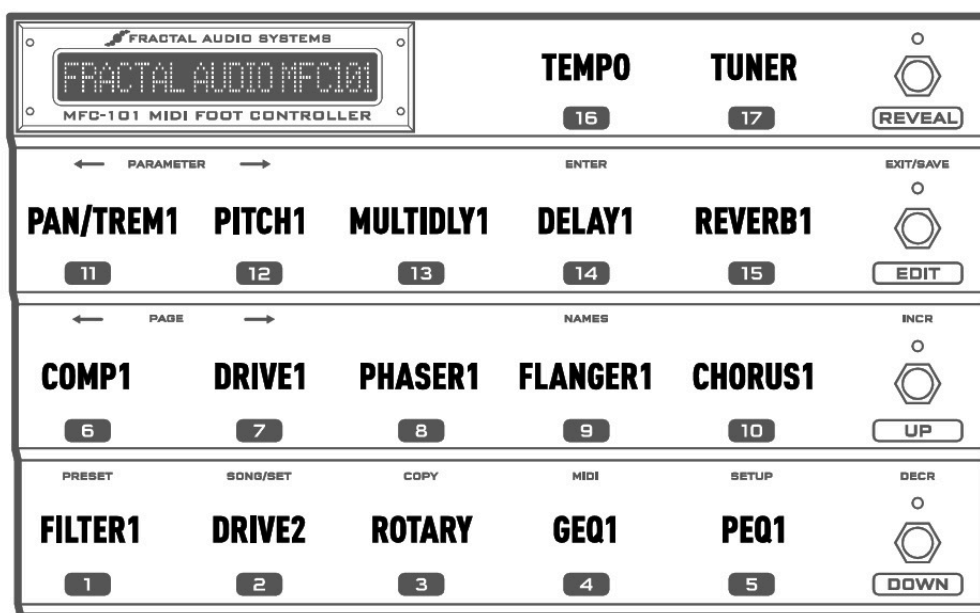 FRACTAL AUDIO SYSTEMS
FRACTAL AUDIO MFC101
MFC-101 MIDI FOOT CONTROLLER
TEMPO TUNER
16 17 REVEAL
PARAMETER ENTER EXIT/SAVE
PAN/TREM1 PITCH1 MULTIDLY1 DELAY1 REVERB1
11 12 13 14 15 EDIT
PAGE NAMES INCR
COMP1 DRIVE1 PHASER1 FLANGER1 CHORUS1
6 7 8 9 10 UP
PRESET SONG/SET COPY MIDI SETUP DECR
FILTER1 DRIVE2 ROTARY GEQ1 PEQ1
1 2 3 4 5 DOWN